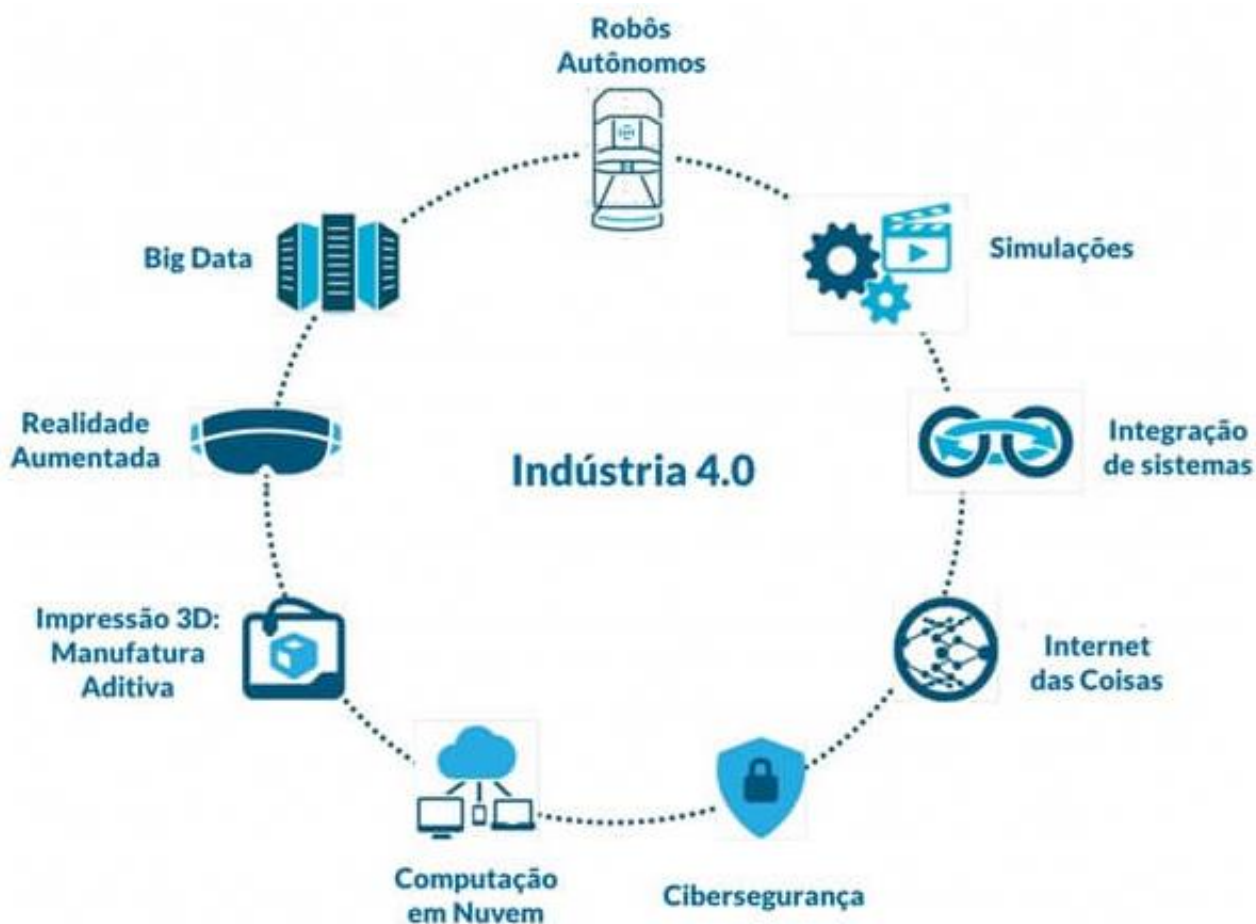 Robôs
Autônomos
Big Data
Simulações
Realidade
Aumentada
Indústria 4.0
Integração
de sistemas
Impressão 3D:
Manufatura
Aditiva
Internet
das Coisas
Computação
em Nuvem
Cibersegurança